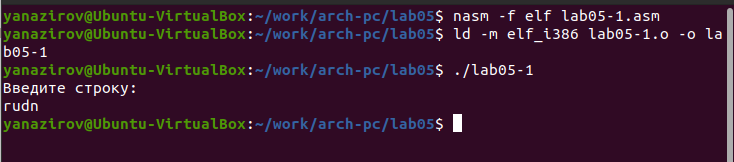 yanazirov@Ubuntu-VirtualBox:~/work/arch-pc/lab05$ nasm -f elf lab05-1.asm
yanazirov@Ubuntu-VirtualBox:~/work/arch-pc/lab05$ ld -m elf_i386 lab05-1.o -o la
b05-1
yanazirov@Ubuntu-VirtualBox:~/work/arch-pc/lab05$ ./lab05-1
Введите строку:
rudn
yanazirov@Ubuntu-VirtualBox:~/work/arch-pc/lab05$